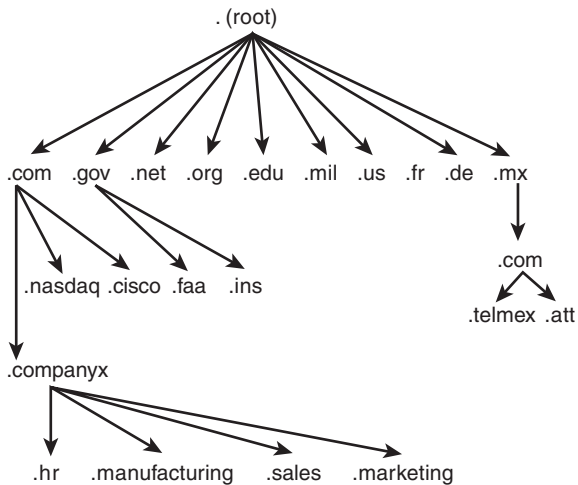 . (root)
.com .gov .net .org .edu .mil .us .fr .de .mx
.com
.nasdaq .cisco .faa .ins
.telmex .att
.companyx
.hr .manufacturing .sales .marketing